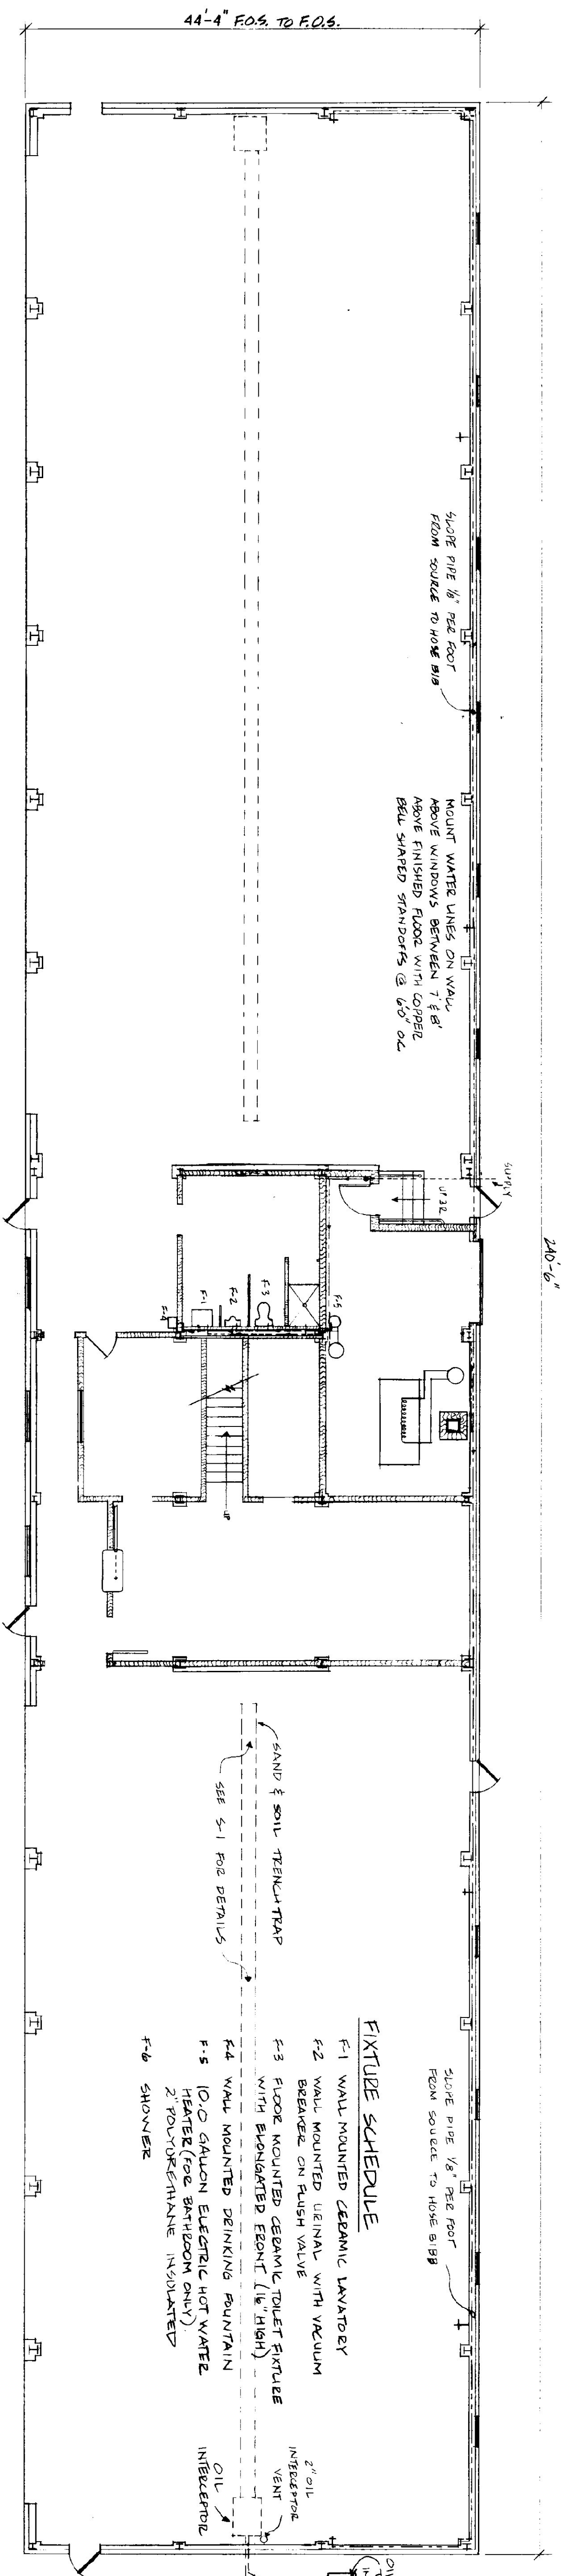 44'-4" F.O.S. TO F.O.S.
240'-6"
SLOPE PIPE 1/8" PER FOOT
FROM SOURCE TO HOSE BIB
MOUNT WATER LINES ON WALL
ABOVE WINDOWS BETWEEN 7' & 8'
ABOVE FINISHED FLOOR WITH COPPER
BELL SHAPED STANDOFFS @ 6'0" O.C.
SUPPLY
UP 3R
F-5
F-3
F-2
F-1
F-4
UP
SAND & SOIL TRENCH TRAP
SEE S-1 FOR DETAILS
SLOPE PIPE 1/8" PER FOOT
FROM SOURCE TO HOSE BIBB
FIXTURE SCHEDULE
F-1 WALL MOUNTED CERAMIC LAVATORY
F-2 WALL MOUNTED URINAL WITH VACUUM
BREAKER ON FLUSH VALVE
F-3 FLOOR MOUNTED CERAMIC TOILET FIXTURE
WITH ELONGATED FRONT (16" HIGH)
F-4 WALL MOUNTED DRINKING FOUNTAIN
F-5 10.0 GALLON ELECTRIC HOT WATER
HEATER (FOR BATHROOM ONLY)
2" POLYURETHANE INSULATED
F-6 SHOWER
2" OIL
INTERCEPTOR
VENT
OIL
INTERCEPTOR